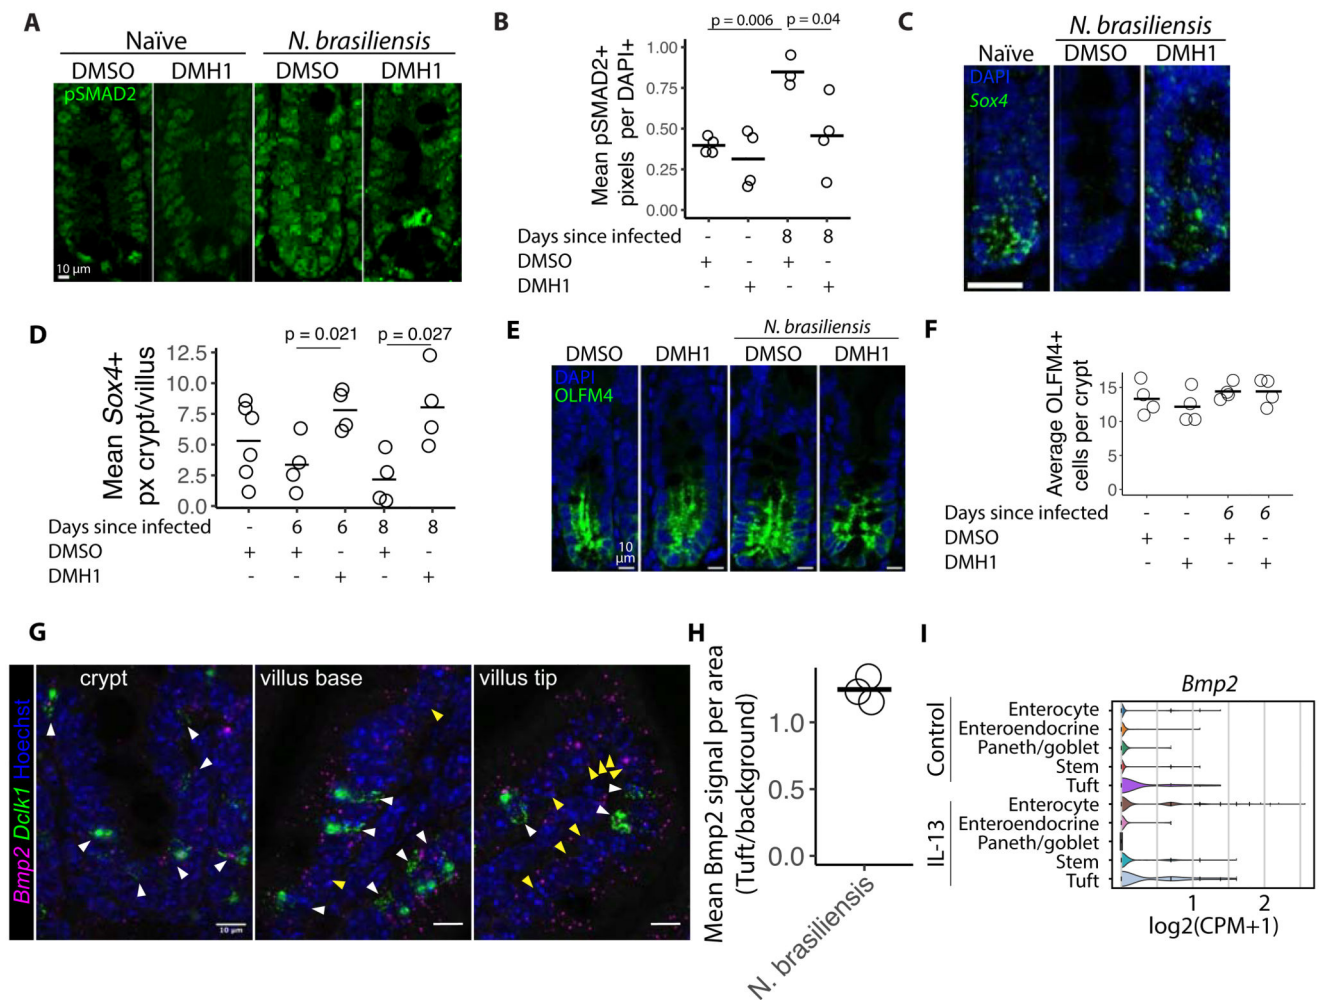 A
Naïve
N. brasiliensis
DMSO
DMH1
DMSO
DMH1
pSMAD2
10 µm
B
p = 0.006
p = 0.04
Mean pSMAD2+
pixels per DAPI+
1.00
0.75
0.50
0.25
0.00
Days since infected
-
-
8
8
DMSO
+
-
+
-
DMH1
-
+
-
+
C
N. brasiliensis
Naïve
DMSO
DMH1
DAPI
Sox4
D
p = 0.021
p = 0.027
Mean Sox4+
px crypt/villus
12.5
10.0
7.5
5.0
2.5
0.0
Days since infected
-
6
6
8
8
DMSO
+
+
-
+
-
DMH1
-
-
+
-
+
E
N. brasiliensis
DMSO
DMH1
DMSO
DMH1
DAPI
OLFM4
10
µm
F
Average OLFM4+
cells per crypt
15
10
5
0
Days since infected
-
-
6
6
DMSO
+
-
+
-
DMH1
-
+
-
+
G
Bmp2 Dclk1 Hoechst
crypt
villus base
villus tip
10 µm
H
Mean Bmp2 signal per area
(Tuft/background)
1.0
0.5
0.0
N. brasiliensis
I
Bmp2
Control
Enterocyte
Enteroendocrine
Paneth/goblet
Stem
Tuft
IL-13
Enterocyte
Enteroendocrine
Paneth/goblet
Stem
Tuft
1
2
log2(CPM+1)